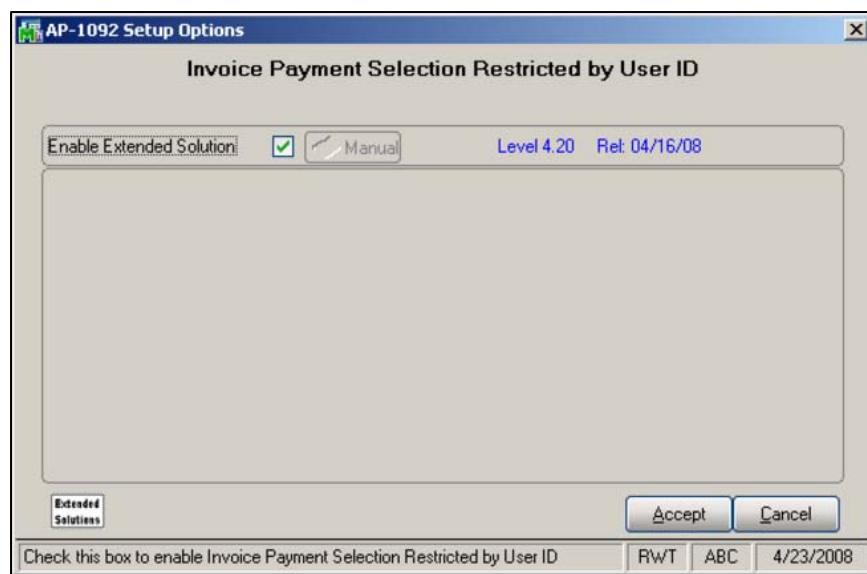 AP-1092 Setup Options
Invoice Payment Selection Restricted by User ID
Enable Extended Solution Manual Level 4.20 Rel: 04/16/08
Extended
Solutions
Accept Cancel
Check this box to enable Invoice Payment Selection Restricted by User ID RWT ABC 4/23/2008